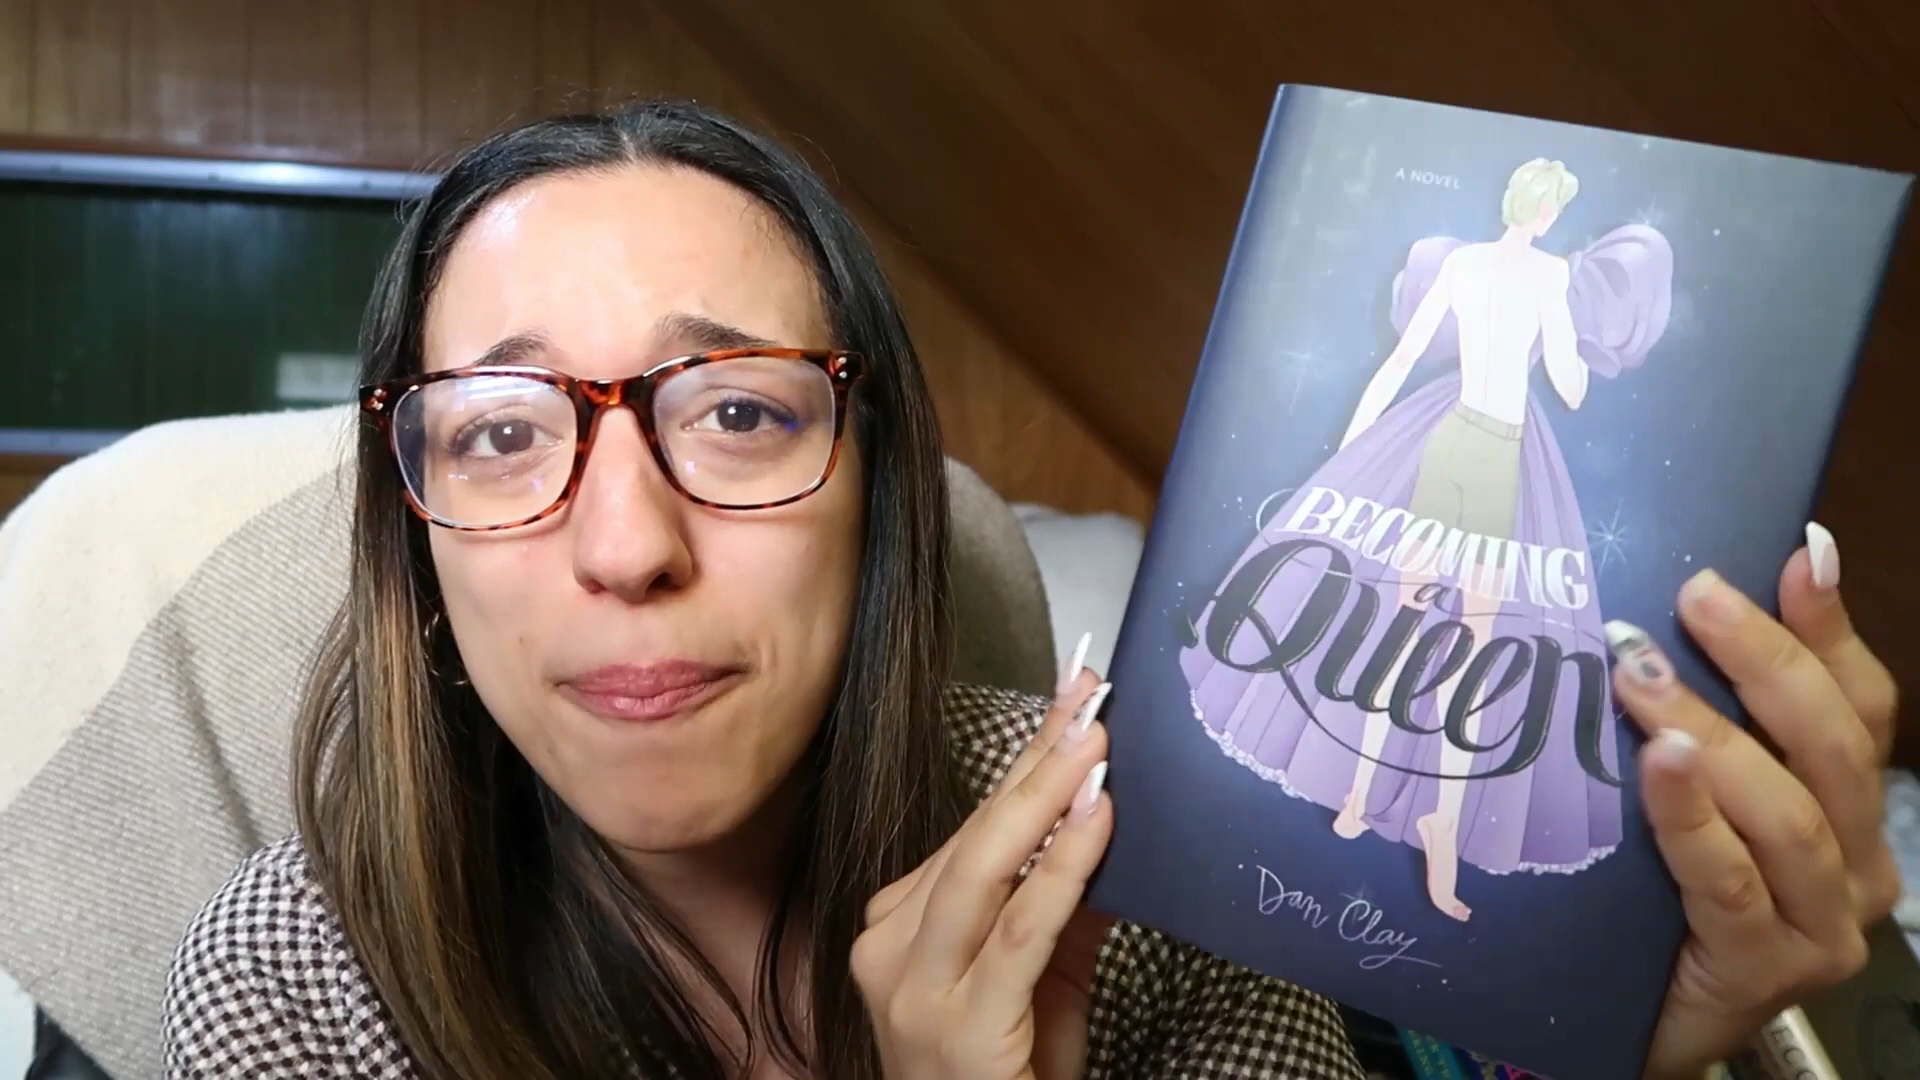 A NOVEL
BECOMING
a
Queen
Dan Clay